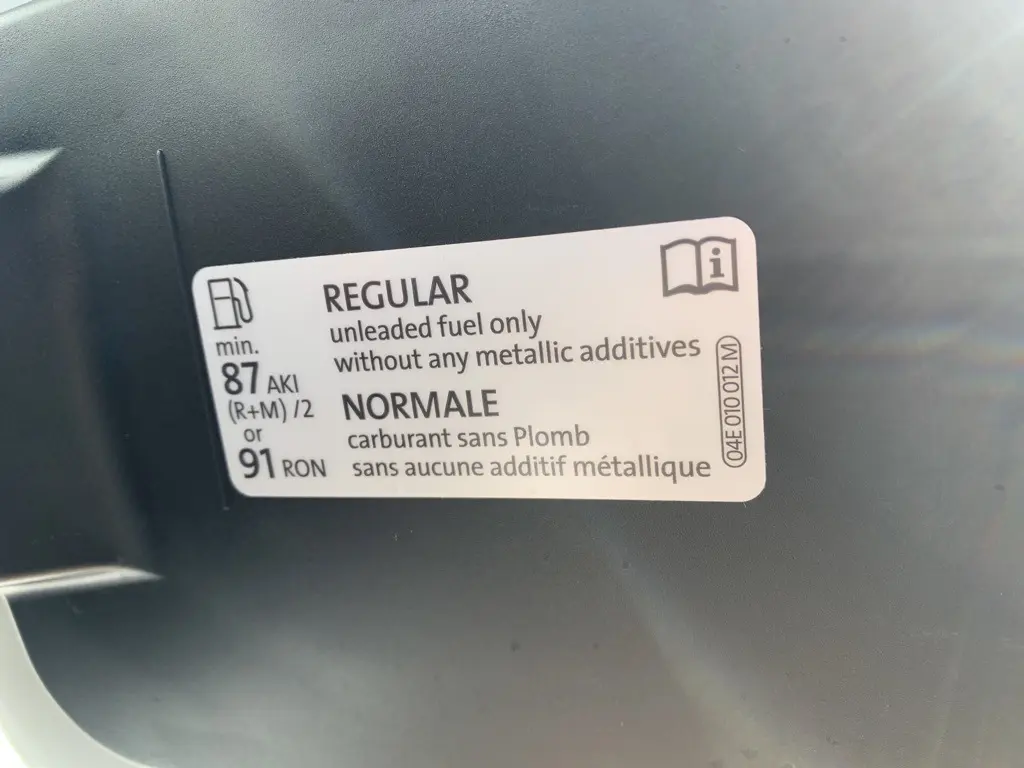 REGULAR
unleaded fuel only
without any metallic additives
min.
87 AKI
(R+M) /2
or
91 RON
NORMALE
carburant sans Plomb
sans aucune additif métallique
04E 010 012 M